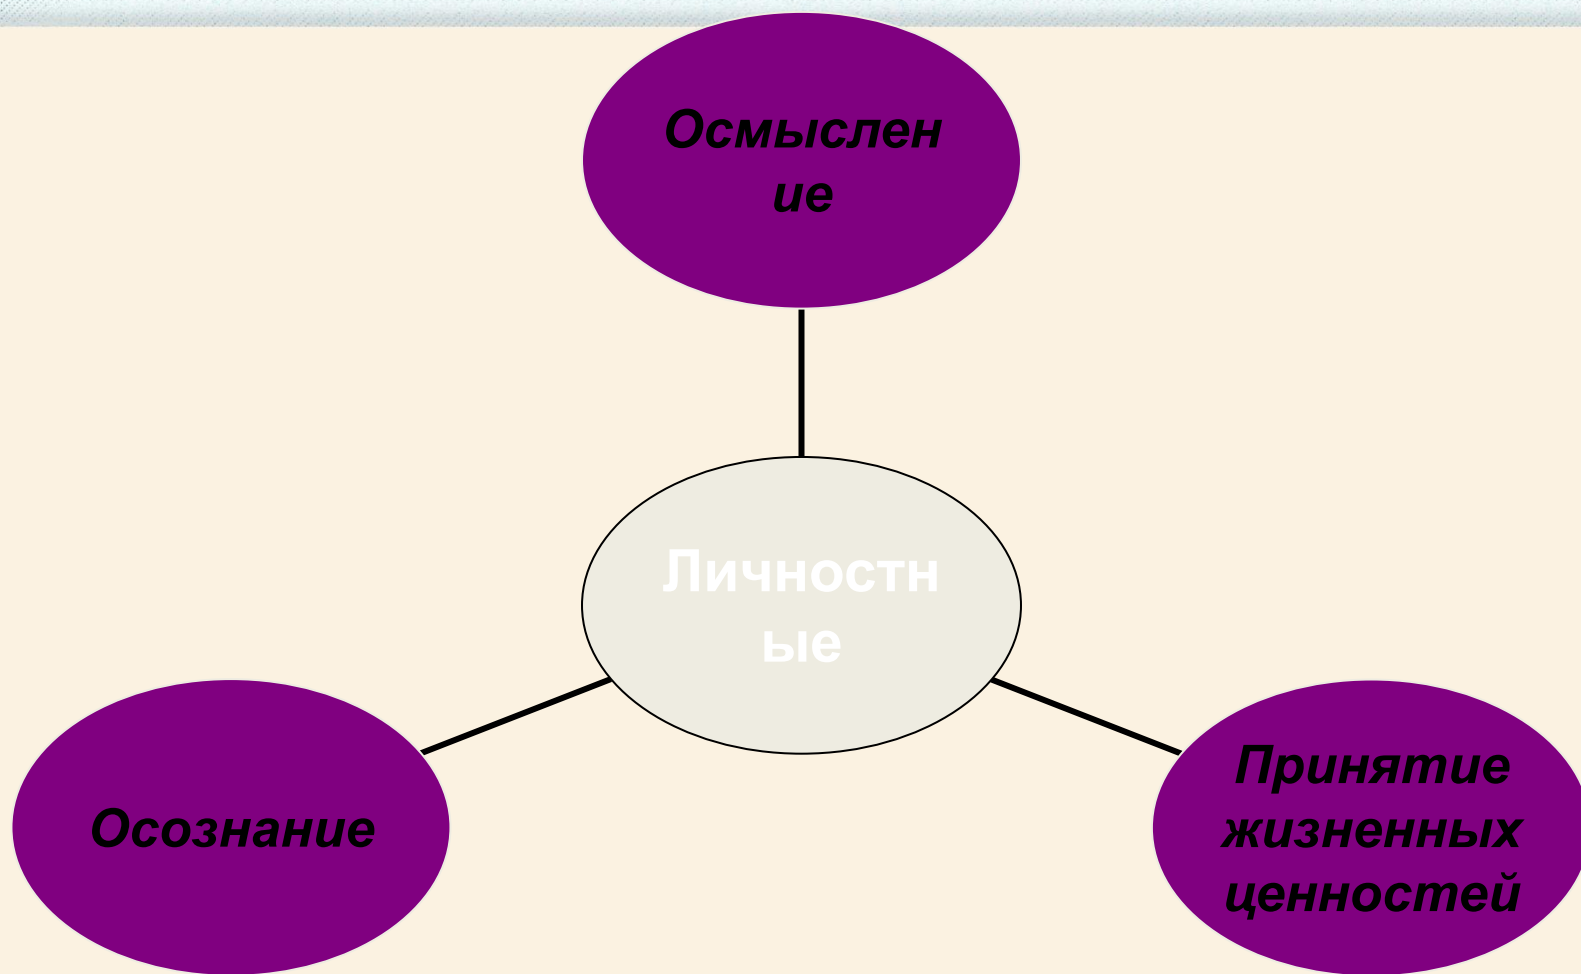 Осмыслен
ие
Личностн
ые
Осознание
Принятие
жизненных
ценностей